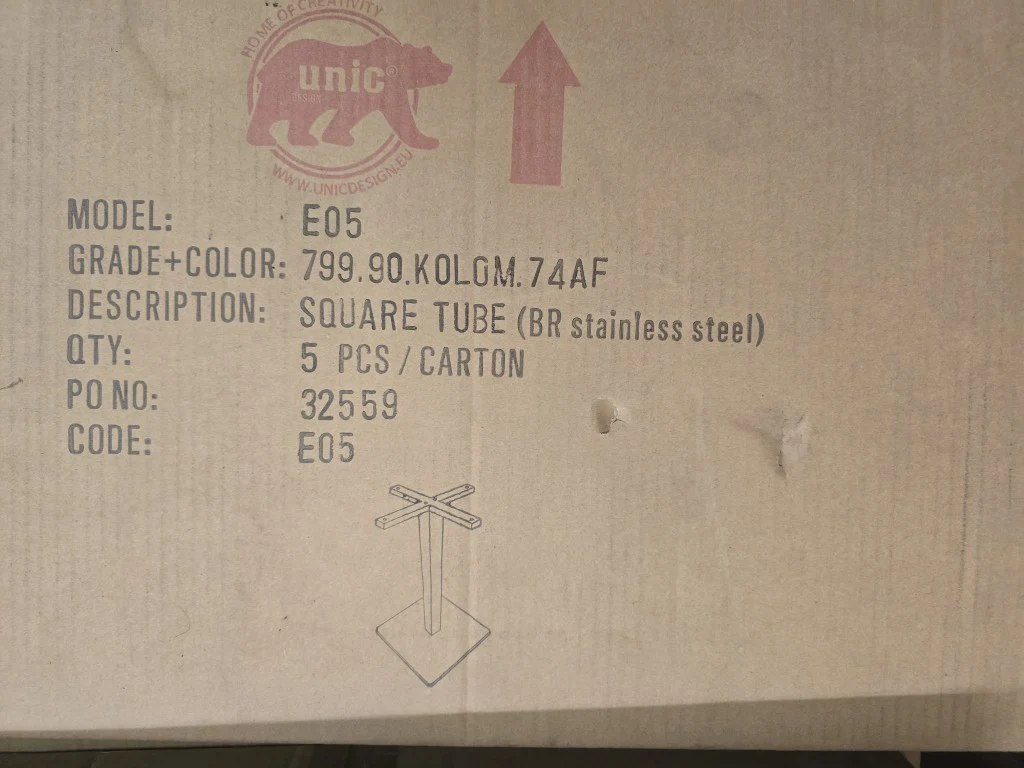 HOME OF CREATIVITY
unic®
WWW.UNICDESIGN.EU
MODEL: E05
GRADE+COLOR: 799.90.KOLOM.74AF
DESCRIPTION: SQUARE TUBE (BR stainless steel)
QTY: 5 PCS / CARTON
PO NO: 32559
CODE: E05